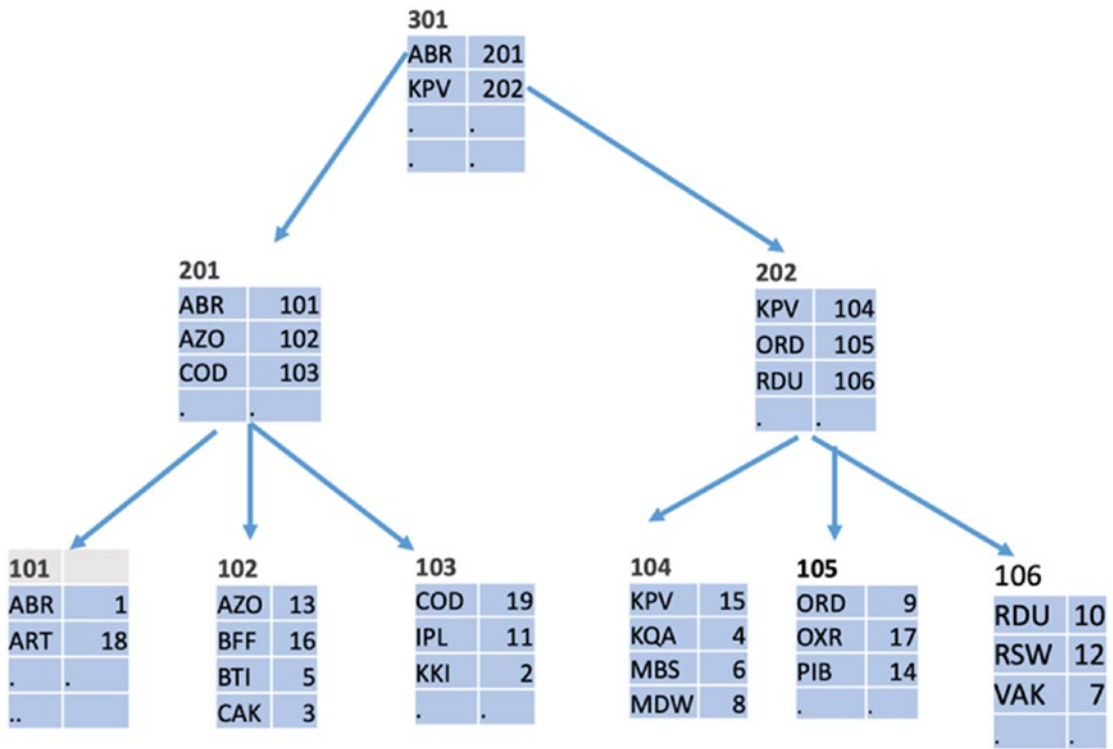 301
ABR 201
KPV 202
. .
. .
201
ABR 101
AZO 102
COD 103
. .
202
KPV 104
ORD 105
RDU 106
. .
101
ABR 1
ART 18
. .
..
102
AZO 13
BFF 16
BTI 5
CAK 3
103
COD 19
IPL 11
KKI 2
. .
104
KPV 15
KQA 4
MBS 6
MDW 8
105
ORD 9
OXR 17
PIB 14
. .
106
RDU 10
RSW 12
VAK 7
. .